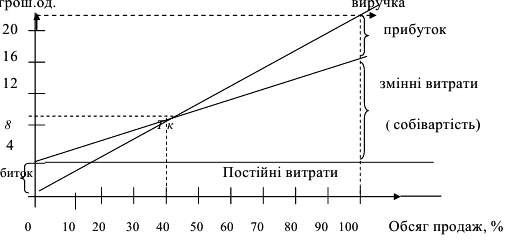 грош.од.
виручка
20
прибуток
16
12
змінні витрати
8
Т к
(собівартість)
4
биток
Постійні витрати
0 10 20 30 40 50 60 70 80 90 100 Обсяг продаж, %